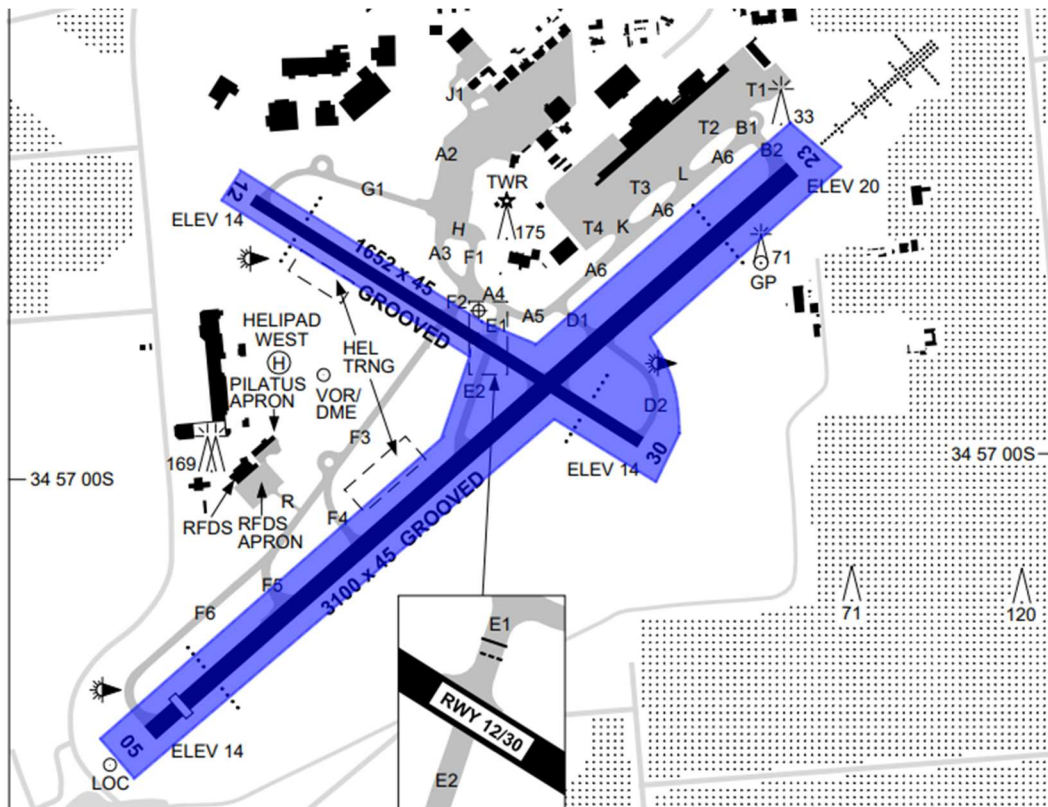 J1
T1
33
T2
B1
B2
23
A2
A6
L
TWR
ELEV 20
12
G1
T3
ELEV 14
H
175
T4
K
A6
A3
F1
71
GP
1652 x 45
GROOVED
A6
F2
A4
E1
A5
D1
HELIPAD
WEST
H
HEL
TRNG
PILATUS
APRON
VOR/
DME
E2
D2
F3
30
169
ELEV 14
34 57 00S
34 57 00S
RFDS
RFDS
APRON
R
F4
3100 x 45 GROOVED
F5
F6
71
120
E1
RWY 12/30
E2
05
ELEV 14
LOC